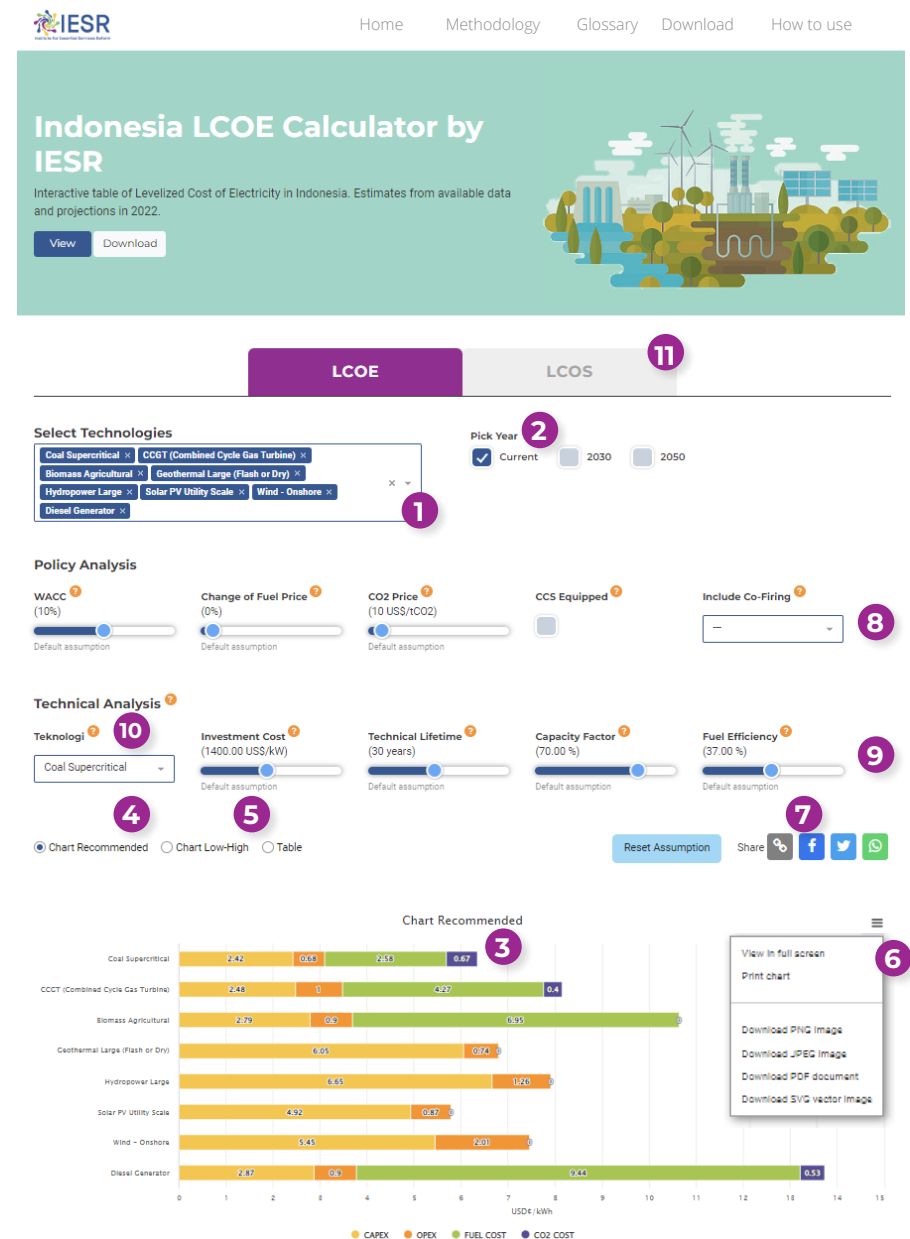 IESR
Institute for Essential Services Reform
Home Methodology Glossary Download How to use
Indonesia LCOE Calculator by
IESR
Interactive table of Levelized Cost of Electricity in Indonesia. Estimates from available data
and projections in 2022.
View Download
LCOE LCOS 11
Select Technologies
Coal Supercritical × CCGT (Combined Cycle Gas Turbine) ×
Biomass Agricultural × Geothermal Large (Flash or Dry) ×
Hydropower Large × Solar PV Utility Scale × Wind - Onshore ×
Diesel Generator ×
× 1
Pick Year 2
Current 2030 2050
Policy Analysis
WACC ? Change of Fuel Price ? CO2 Price ? CCS Equipped ? Include Co-Firing ?
(10%) (0%) (10 US$/tCO2)
--- 8
Default assumption Default assumption Default assumption
Technical Analysis ?
Teknologi ? 10 Investment Cost ? Technical Lifetime ? Capacity Factor ? Fuel Efficiency ?
(1400.00 US$/kW) (30 years) (70.00 %) (37.00 %)
Coal Supercritical 9
Default assumption Default assumption Default assumption Default assumption
4 5 7
Chart Recommended Chart Low-High Table Reset Assumption Share
Chart Recommended
3 6
View in full screen
Print chart
Download PNG image
Download JPEG image
Download PDF document
Download SVG vector image
Coal Supercritical 2.42 0.68 2.58 0.67
CCGT (Combined Cycle Gas Turbine) 2.48 1 4.27 0.4
Biomass Agricultural 2.79 0.9 6.95 0
Geothermal Large (Flash or Dry) 6.05 0.74 0
Hydropower Large 6.65 1.26 0
Solar PV Utility Scale 4.92 0.87 0
Wind - Onshore 5.45 2.01 0
Diesel Generator 2.87 0.9 9.44 0.53
0 1 2 3 4 5 6 7 8 9 10 11 12 13 14 15
USD¢/kWh
CAPEX OPEX FUEL COST CO2 COST